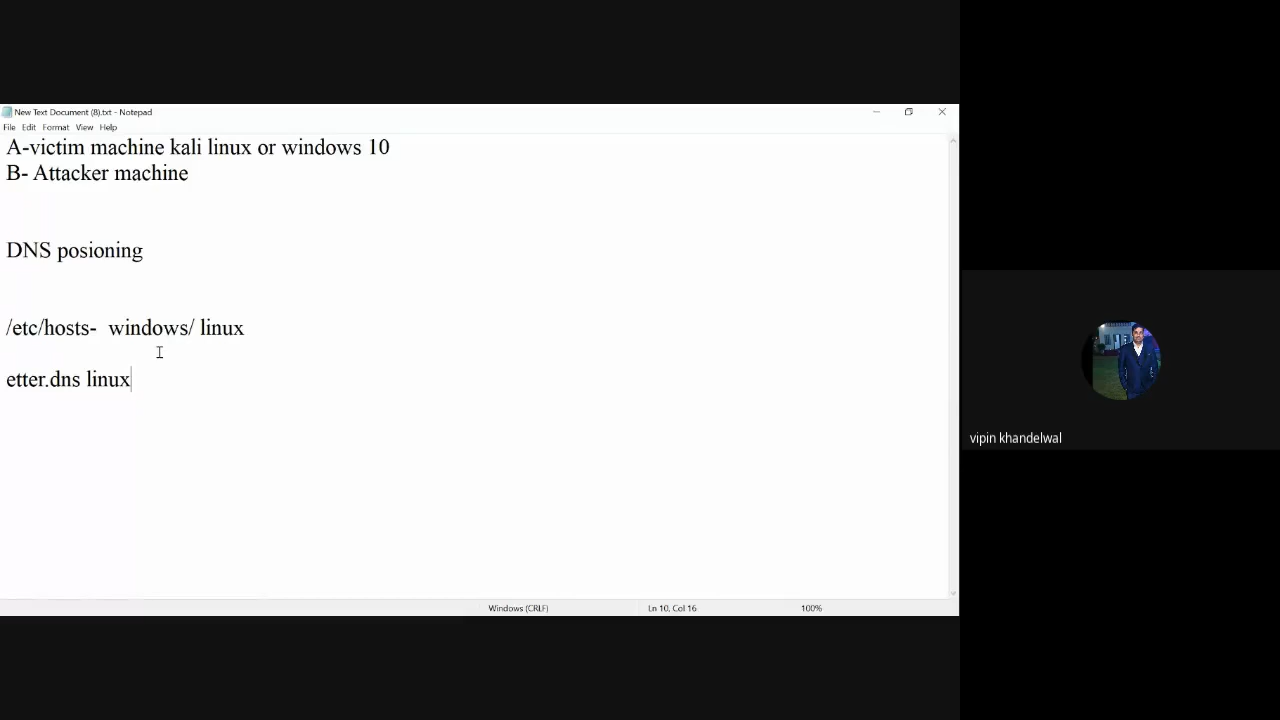 New Text Document (8).txt - Notepad
File Edit Format View Help
A-victim machine kali linux or windows 10
B- Attacker machine
DNS posioning
/etc/hosts-  windows/ linux
etter.dns linux
Windows (CRLF) Ln 10, Col 16 100%
vipin khandelwal